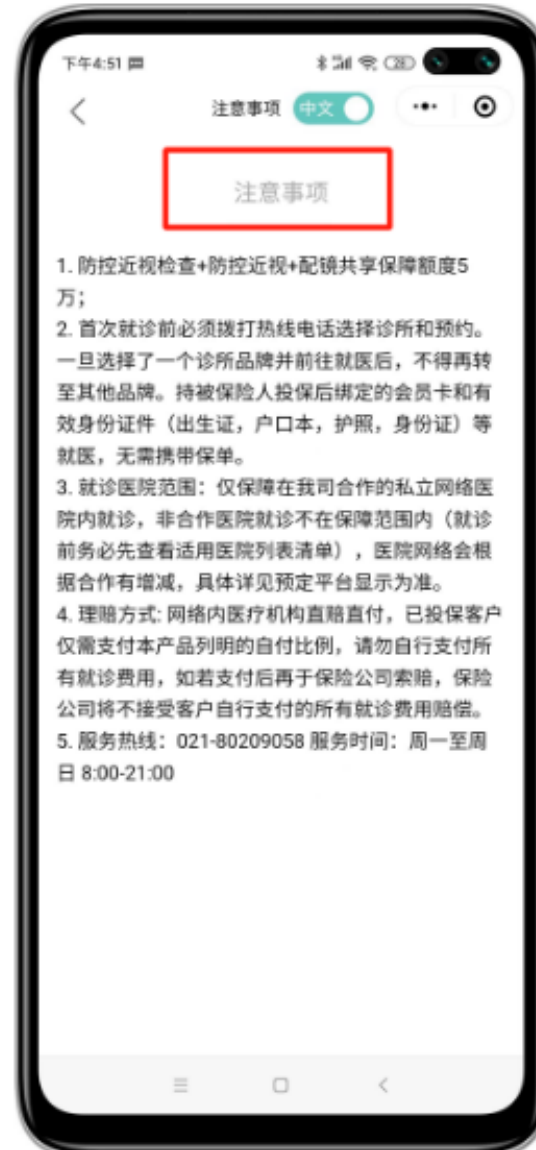 下午4:51
28
注意事项 中文
注意事项
1. 防控近视检查+防控近视+配镜共享保障额度5
万；
2. 首次就诊前必须拨打热线电话选择诊所和预约。
一旦选择了一个诊所品牌并前往就医后，不得再转
至其他品牌。持被保险人投保后绑定的会员卡和有
效身份证件（出生证，户口本，护照，身份证）等
就医，无需携带保单。
3. 就诊医院范围：仅保障在我司合作的私立网络医
院内就诊，非合作医院就诊不在保障范围内（就诊
前务必先查看适用医院列表清单），医院网络会根
据合作有增减，具体详见预定平台显示为准。
4. 理赔方式: 网络内医疗机构直赔直付，已投保客户
仅需支付本产品列明的自付比例，请勿自行支付所
有就诊费用，如若支付后再于保险公司索赔，保险
公司将不接受客户自行支付的所有就诊费用赔偿。
5. 服务热线：021-80209058 服务时间：周一至周
日 8:00-21:00